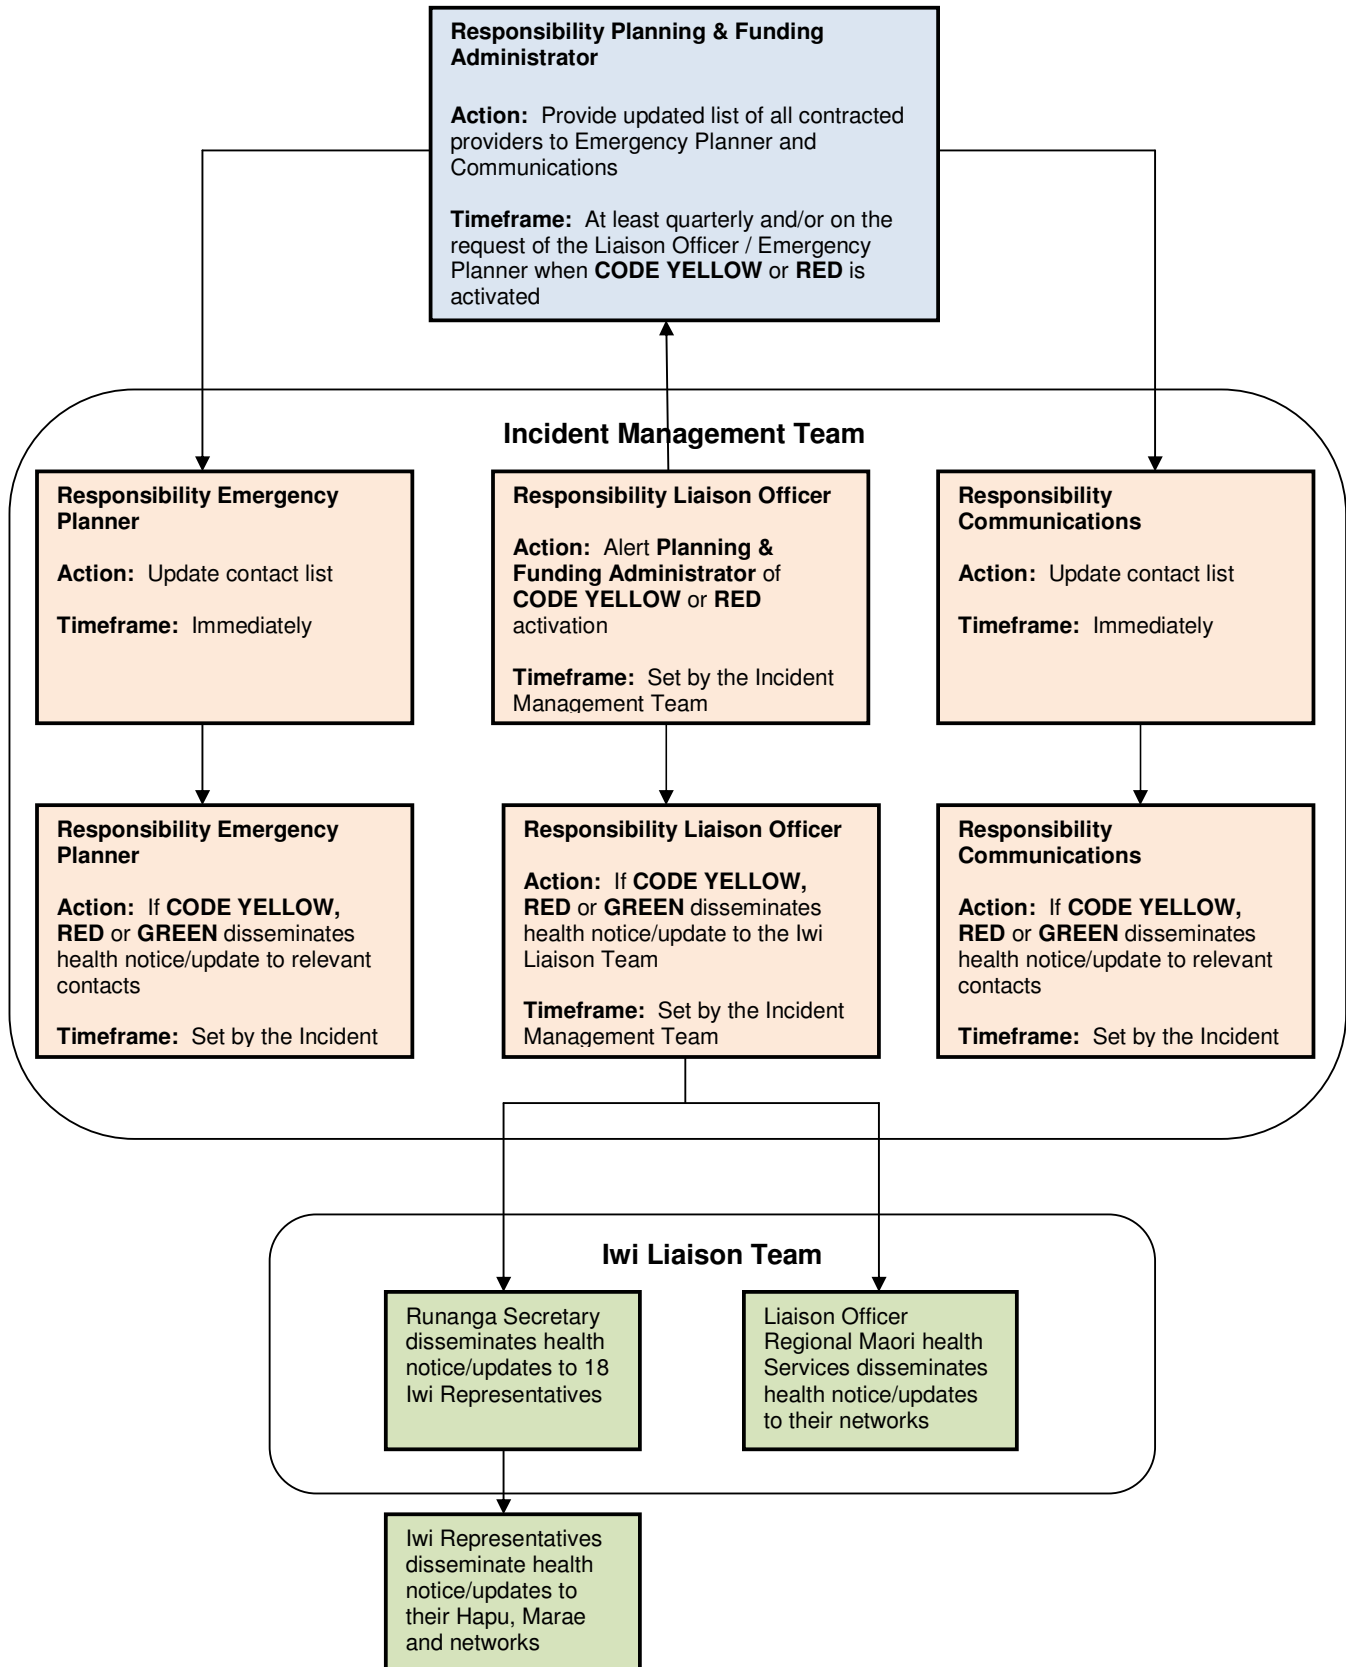 Responsibility Planning & Funding
Administrator
Action: Provide updated list of all contracted
providers to Emergency Planner and
Communications
Timeframe: At least quarterly and/or on the
request of the Liaison Officer / Emergency
Planner when CODE YELLOW or RED is
activated
Incident Management Team
Responsibility Emergency
Planner
Action: Update contact list
Timeframe: Immediately
Responsibility Liaison Officer
Action: Alert Planning &
Funding Administrator of
CODE YELLOW or RED
activation
Timeframe: Set by the Incident
Management Team
Responsibility
Communications
Action: Update contact list
Timeframe: Immediately
Responsibility Emergency
Planner
Action: If CODE YELLOW,
RED or GREEN disseminates
health notice/update to relevant
contacts
Timeframe: Set by the Incident
Responsibility Liaison Officer
Action: If CODE YELLOW,
RED or GREEN disseminates
health notice/update to the Iwi
Liaison Team
Timeframe: Set by the Incident
Management Team
Responsibility
Communications
Action: If CODE YELLOW,
RED or GREEN disseminates
health notice/update to relevant
contacts
Timeframe: Set by the Incident
Iwi Liaison Team
Runanga Secretary
disseminates health
notice/updates to 18
Iwi Representatives
Liaison Officer
Regional Maori health
Services disseminates
health notice/updates
to their networks
Iwi Representatives
disseminate health
notice/updates to
their Hapu, Marae
and networks